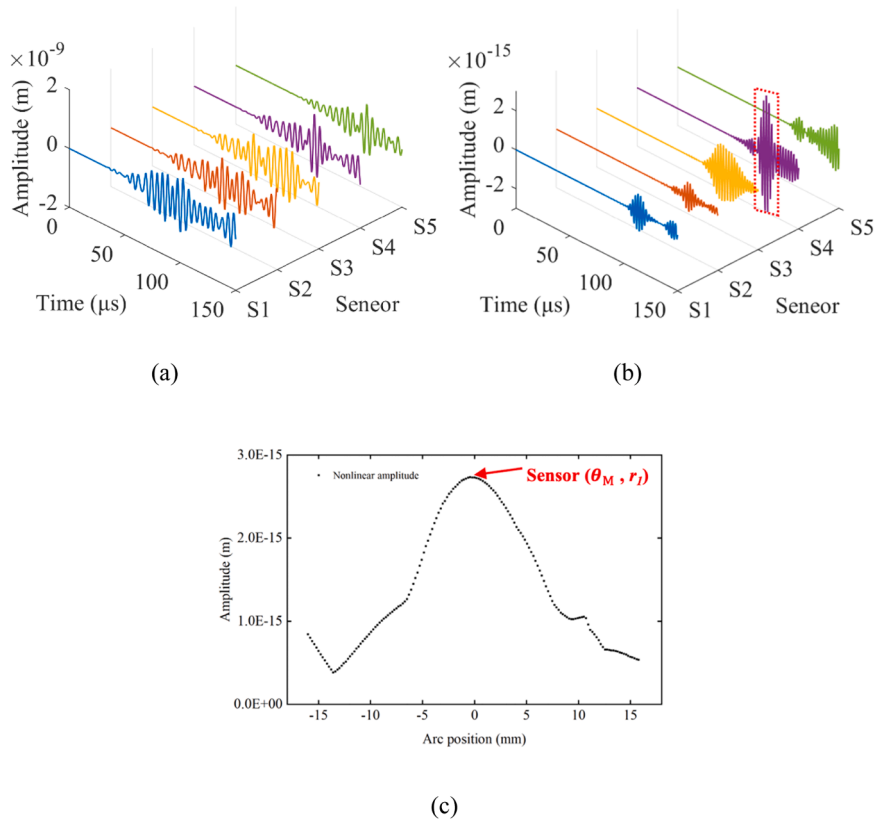 ×10⁻⁹
Amplitude (m)
2
0
-2
0
50
100
150
Time (μs)
S1
S2
S3
S4
S5
Seneor
(a)
×10⁻¹⁵
Amplitude (m)
2
0
-2
0
50
100
150
Time (μs)
S1
S2
S3
S4
S5
Seneor
(b)
3.0E-15
2.0E-15
1.0E-15
0.0E+00
Amplitude (m)
Nonlinear amplitude
Sensor (θM , r1)
-15 -10 -5 0 5 10 15
Arc position (mm)
(c)